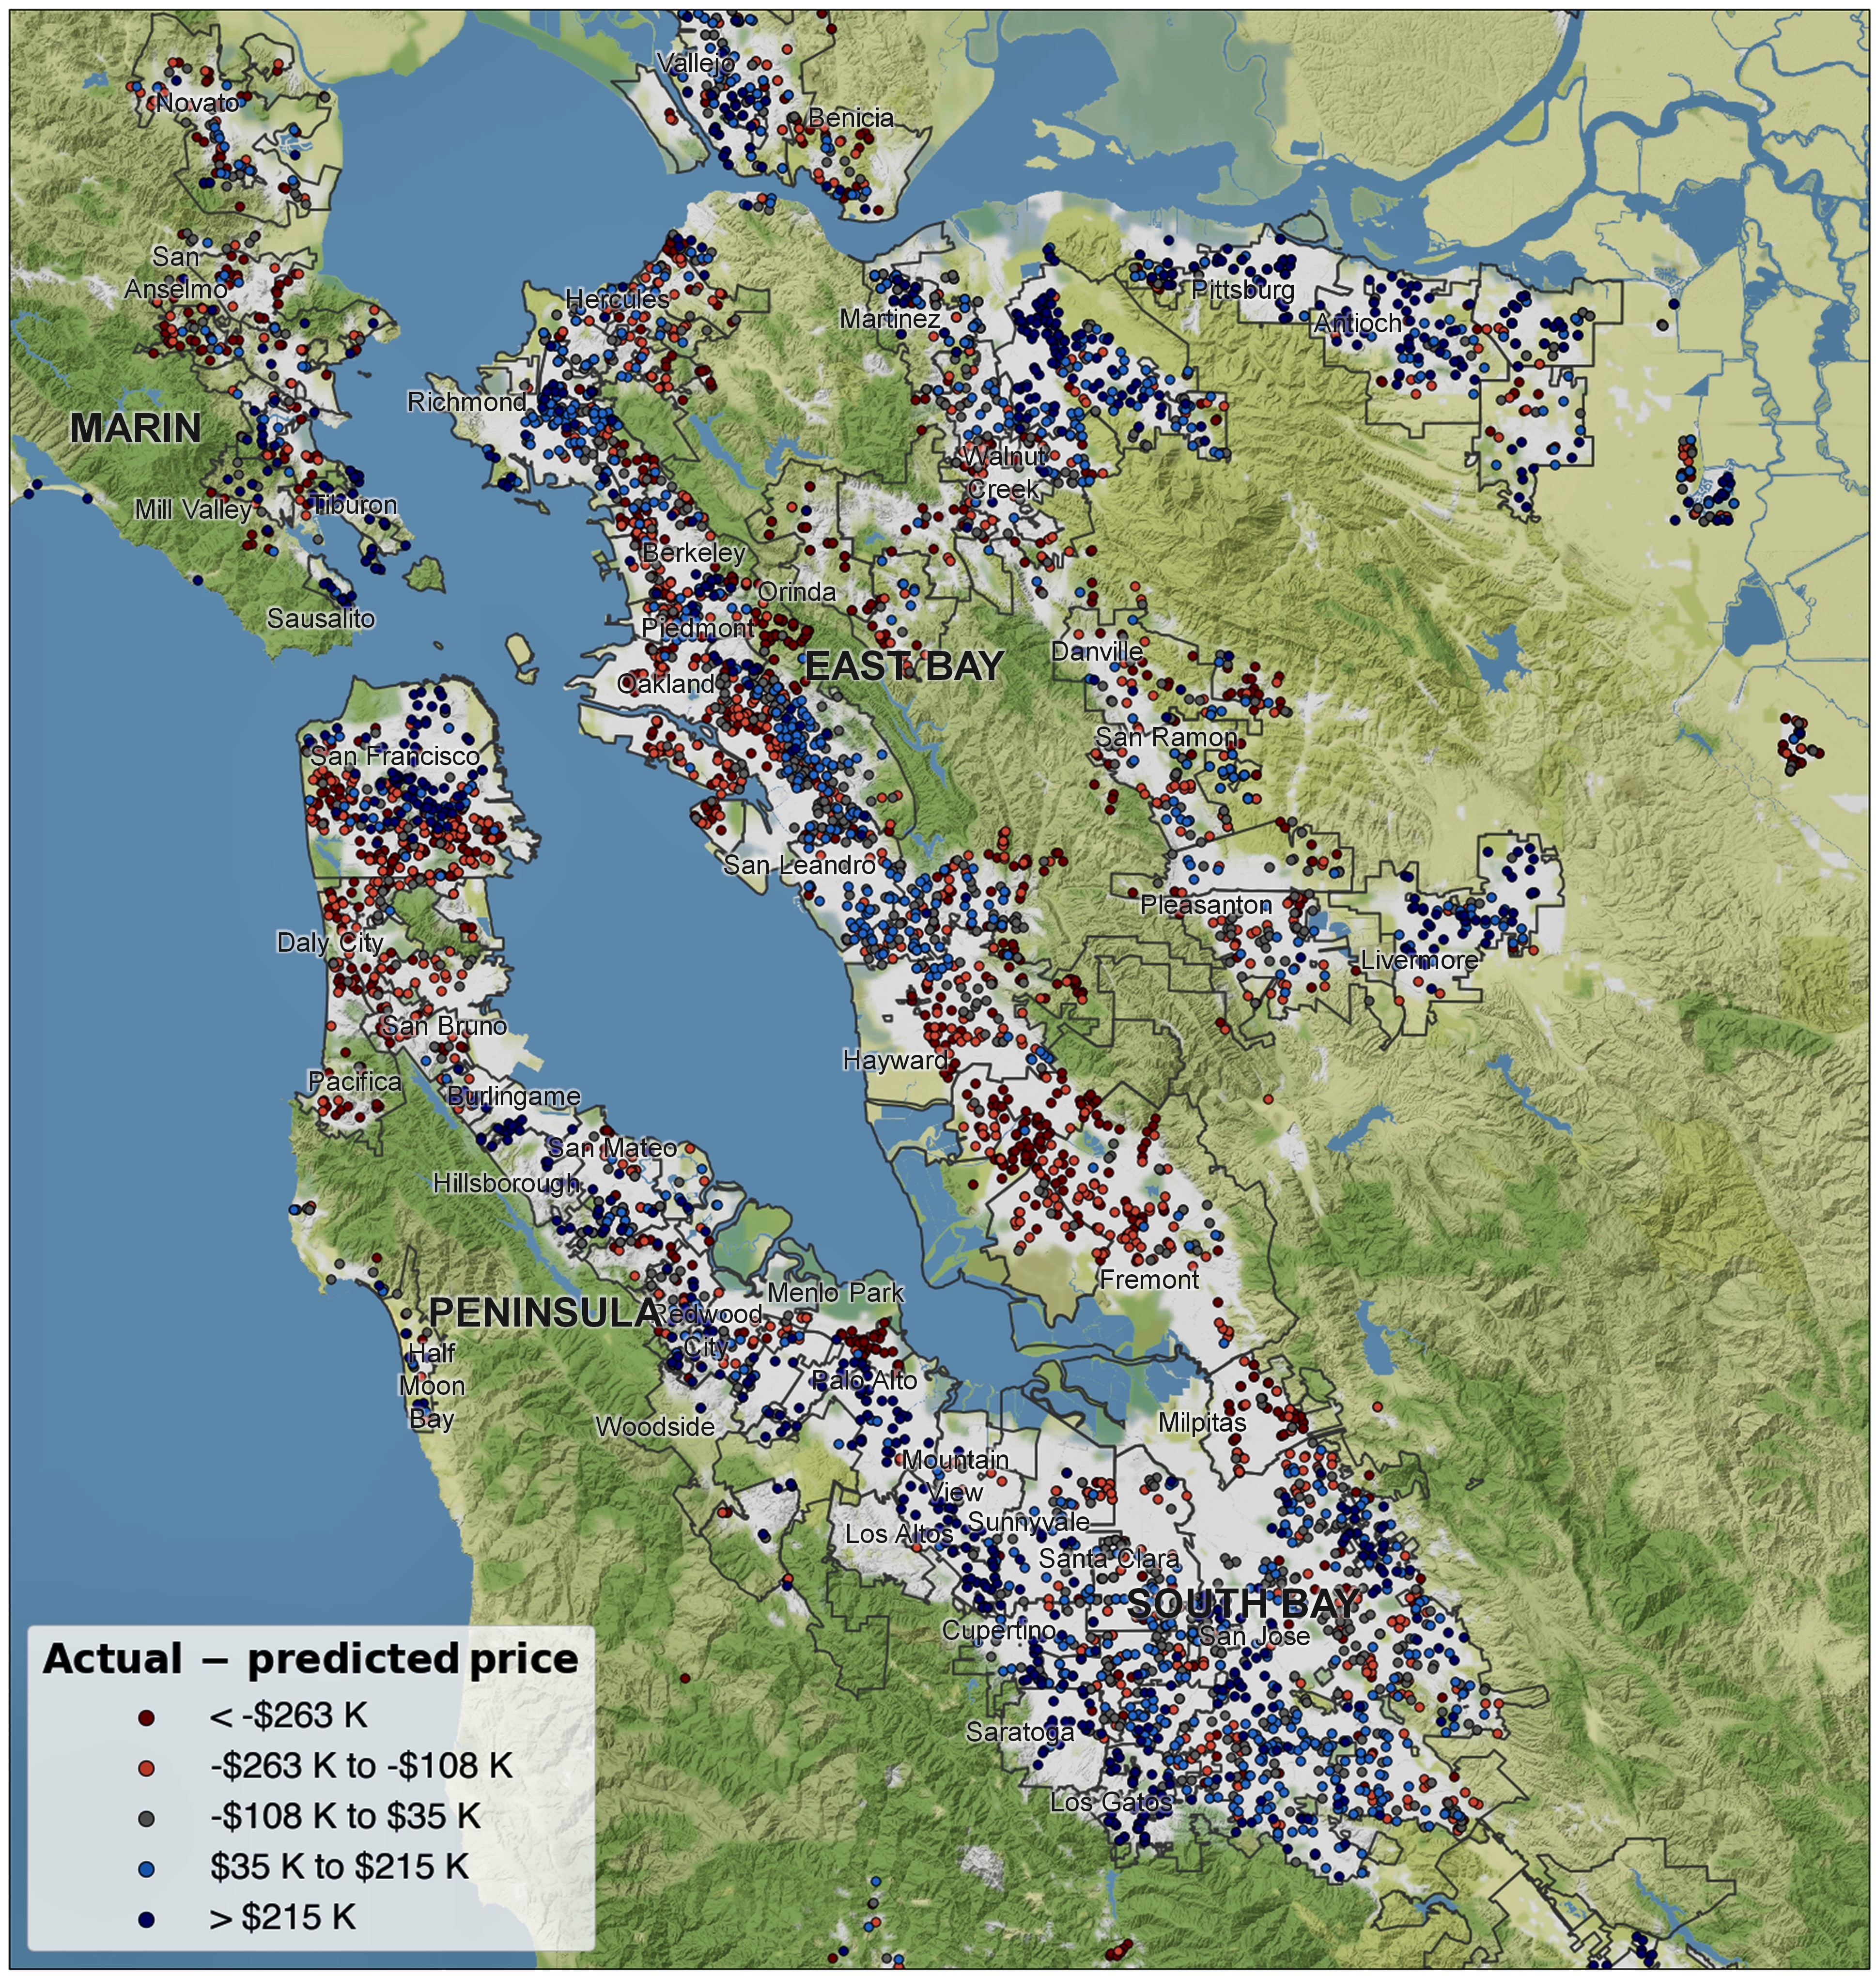 Vallejo
Novato
Benicia
San
Anselmo
Hercules
Martinez
Pittsburg
Antioch
Richmond
MARIN
Walnut
Creek
Mill Valley
Tiburon
Berkeley
Orinda
Sausalito
Piedmont
EAST BAY
Danville
Oakland
San Ramon
San Francisco
San Leandro
Pleasanton
Daly City
Livermore
San Bruno
Hayward
Pacifica
Burlingame
San Mateo
Hillsborough
Fremont
Menlo Park
PENINSULA
Redwood
City
Half
Moon
Bay
Palo Alto
Woodside
Milpitas
Mountain
View
Los Altos
Sunnyvale
Santa Clara
SOUTH BAY
Cupertino
San Jose
Saratoga
Los Gatos
Actual − predicted price
< -$263 K
-$263 K to -$108 K
-$108 K to $35 K
$35 K to $215 K
> $215 K